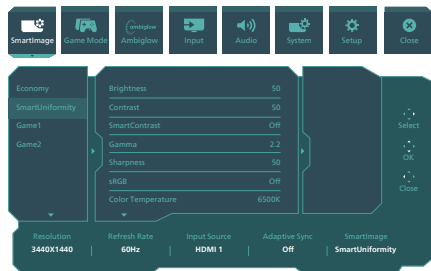 SmartImage
Game Mode
ambiglow
Ambiglow
Input
Audio
System
Setup
Close
Economy
SmartUniformity
Game1
Game2
Brightness 50
Contrast 50
SmartContrast Off
Gamma 2.2
Sharpness 50
sRGB Off
Color Temperature 6500K
Select
OK
Close
Resolution Refresh Rate Input Source Adaptive Sync SmartImage
3440X1440 60Hz HDMI 1 Off SmartUniformity